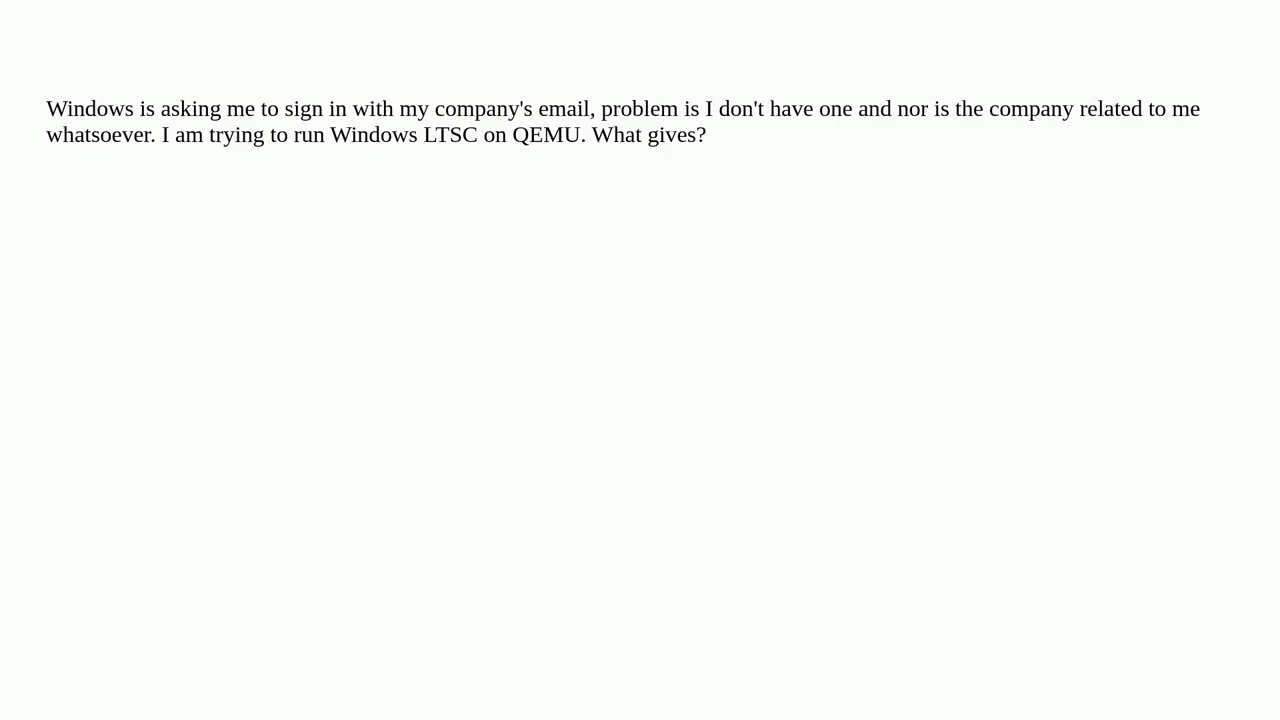 Windows is asking me to sign in with my company's email, problem is I don't have one and nor is the company related to me
whatsoever. I am trying to run Windows LTSC on QEMU. What gives?